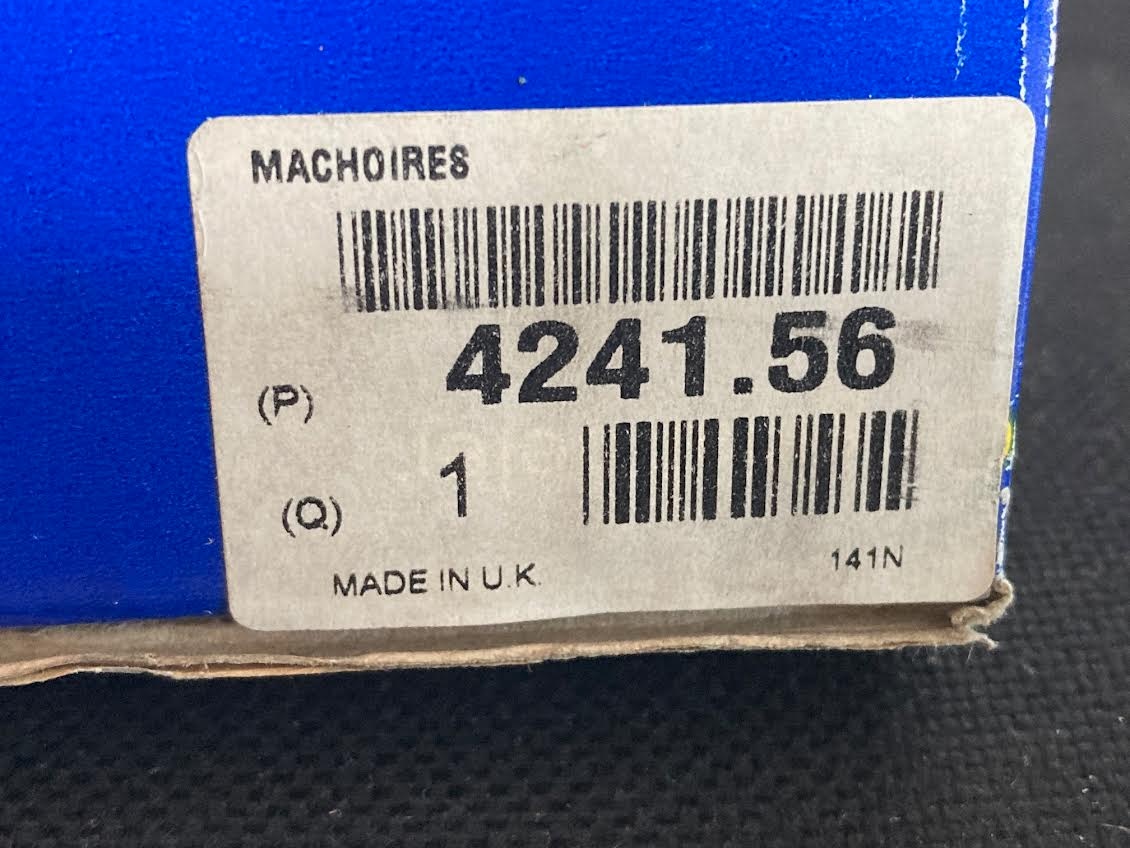 MACHOIRES
(P) 4241.56
(Q) 1
MADE IN U.K. 141N